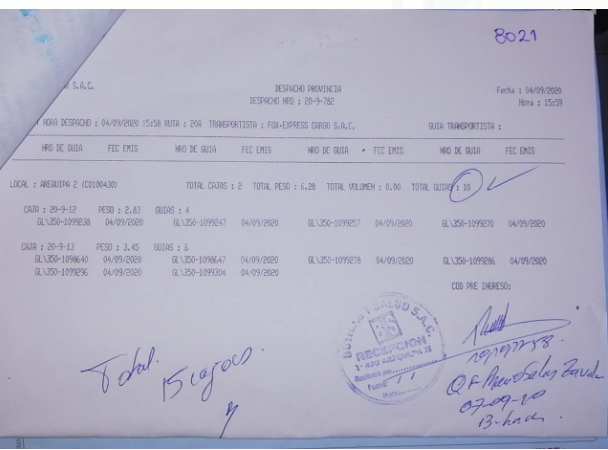 8021
S.A.C.
DESPACHO PROVINCIA
Fecha : 04/09/2020
DESPACHO NRO : 20-9-782
Hora : 15:59
HORA DESPACHO : 04/09/2020 15:58 RUTA : 20A TRANSPORTISTA : FOX-EXPRESS CARGO S.A.C. GUIA TRANSPORTISTA :
NRO DE GUIA FEC EMIS NRO DE GUIA FEC EMIS NRO DE GUIA FEC EMIS NRO DE GUIA FEC EMIS
LOCAL : AREQUIPA 2 (C0100430) TOTAL CAJAS : 2 TOTAL PESO : 6.28 TOTAL VOLUMEN : 0.00 TOTAL GUIAS : 10
CAJA : 20-9-12 PESO : 2.83 GUIAS : 4
GL\350-1099238 04/09/2020 GL\350-1099247 04/09/2020 GL\350-1099257 04/09/2020 GL\350-1099270 04/09/2020
CAJA : 20-9-13 PESO : 3.45 GUIAS : 6
GL\350-1098640 04/09/2020 GL\350-1098647 04/09/2020 GL\350-1099278 04/09/2020 GL\350-1099286 04/09/2020
GL\350-1099296 04/09/2020 GL\350-1099304 04/09/2020
COD PRE INGRESO:
SALUD S.A.C.
RECEPCION
Fecha
Hora
Total.
15 cajas.
07-09-20
13-horas.